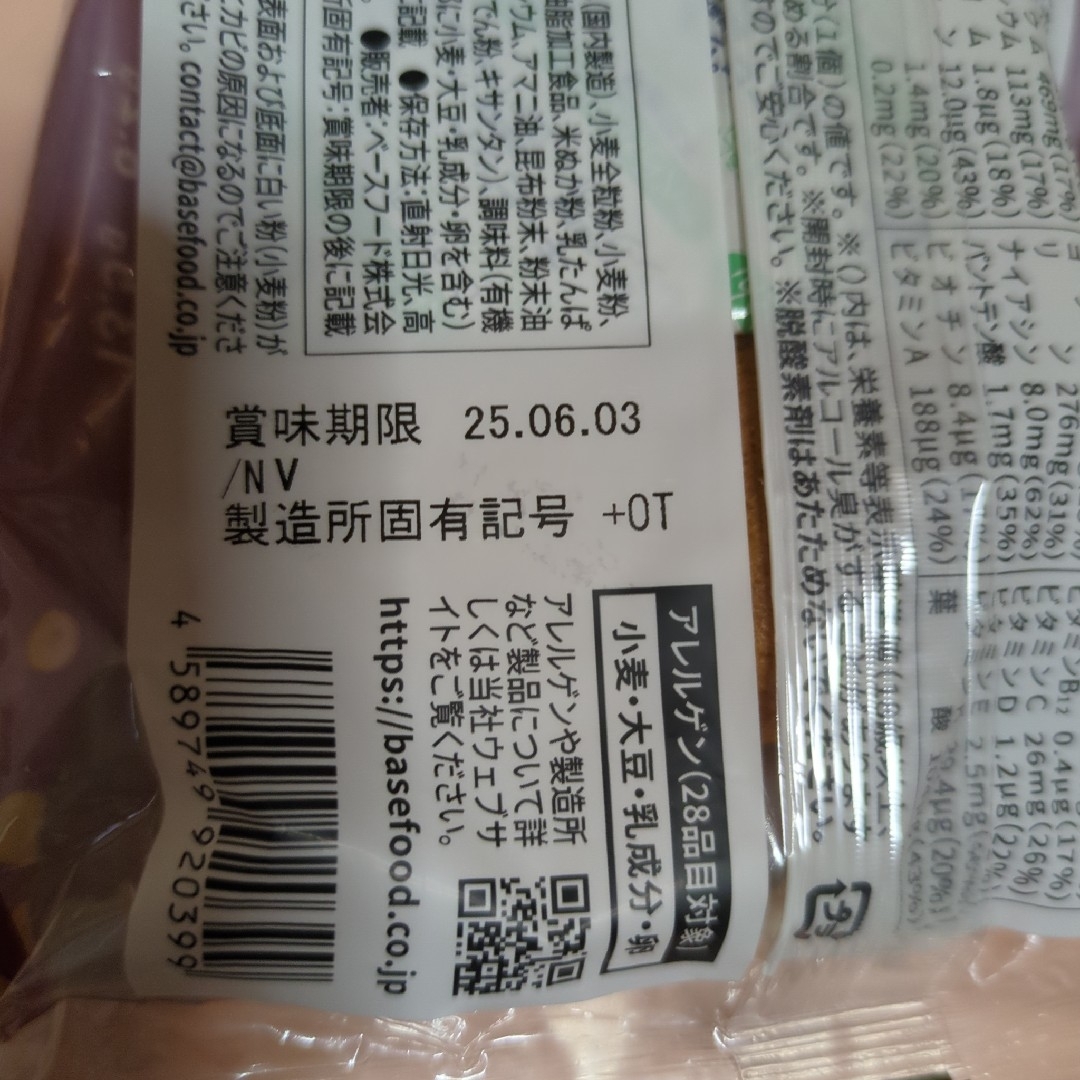 (国内製造)、小麦全粒粉、小麦粉、
油脂加工食品、米ぬか粉、乳たんぱ
ウム、アマニ油、昆布粉末、粉末油
でん粉、キサンタン)、調味料(有機
に小麦・大豆・乳成分・卵を含む)
記載 ●保存方法:直射日光、高
●販売者:ベースフード株式会
固有記号:賞味期限の後に記載
表面および底面に白い粉(小麦粉)が
カビの原因になるのでご注意くださ
さい。contact@basefood.co.jp
賞味期限 25.06.03
/NV
製造所固有記号 +OT
アレルゲン(28品目対象)
小麦・大豆・乳成分・卵
アレルゲンや製造所
など製品について詳
しくは当社ウェブサ
イトをご覧ください。
https://basefood.co.jp
4 589749 920399
(1個)の値です。※()内は、栄養素等表示
める割合です。※開封時にアルコール臭がする
のでご安心ください。※脱酸素剤はあたためな
469mg(17%)
113mg(17%)
1.8μg(18%)
12.0μg(43%)
1.4mg(20%)
0.2mg(22%)
リン 276mg(31%)
ナイアシン 8.0mg(62%)
パントテン酸 1.7mg(35%)
ビオチン 8.4μg
ビタミンA 188μg(24%)
ビタミンB12 0.4μg(17%)
ビタミンC 26mg(26%)
ビタミンD 1.2μg
E 2.5mg
葉酸
(20%)